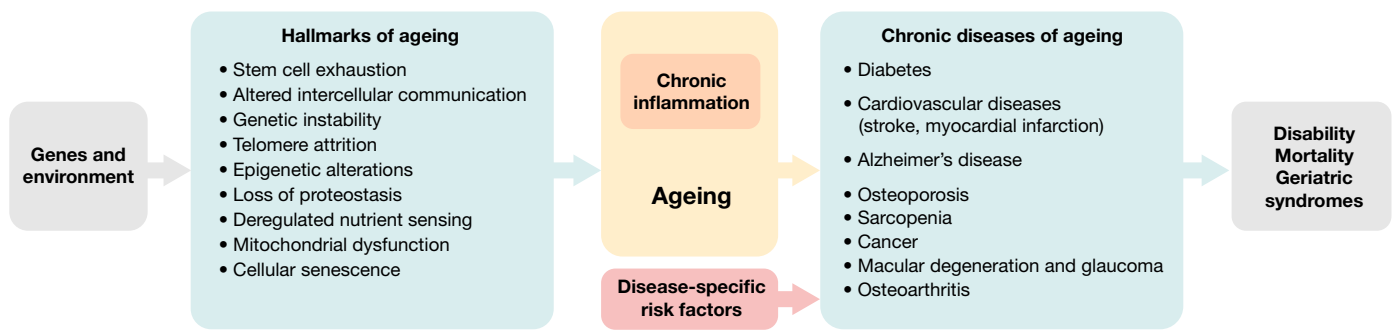 Genes and
environment
Hallmarks of ageing
• Stem cell exhaustion
• Altered intercellular communication
• Genetic instability
• Telomere attrition
• Epigenetic alterations
• Loss of proteostasis
• Deregulated nutrient sensing
• Mitochondrial dysfunction
• Cellular senescence
Chronic
inflammation
Ageing
Disease-specific
risk factors
Chronic diseases of ageing
• Diabetes
• Cardiovascular diseases
(stroke, myocardial infarction)
• Alzheimer’s disease
• Osteoporosis
• Sarcopenia
• Cancer
• Macular degeneration and glaucoma
• Osteoarthritis
Disability
Mortality
Geriatric
syndromes